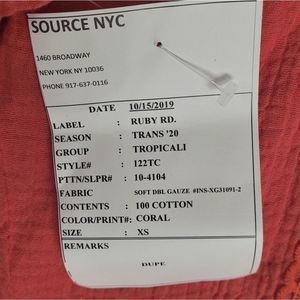 SOURCE NYC
1460 BROADWAY
NEW YORK NY 10036
PHONE 917-637-0116
DATE 10/15/2019
LABEL : RUBY RD.
SEASON : TRANS '20
GROUP : TROPICALI
STYLE# : 122TC
PTTN/SLPR# : 10-4104
FABRIC SOFT DBL GAUZE #INS-XG31091-2
CONTENTS : 100 COTTON
COLOR/PRINT#: CORAL
SIZE : XS
REMARKS
DUPE